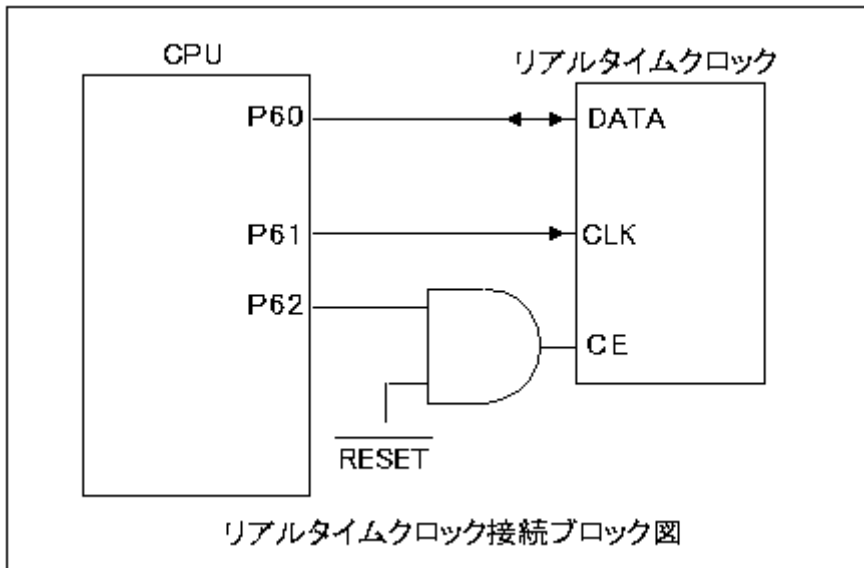 CPU
リアルタイムクロック
P60
DATA
P61
CLK
P62
CE
RESET
リアルタイムクロック接続ブロック図